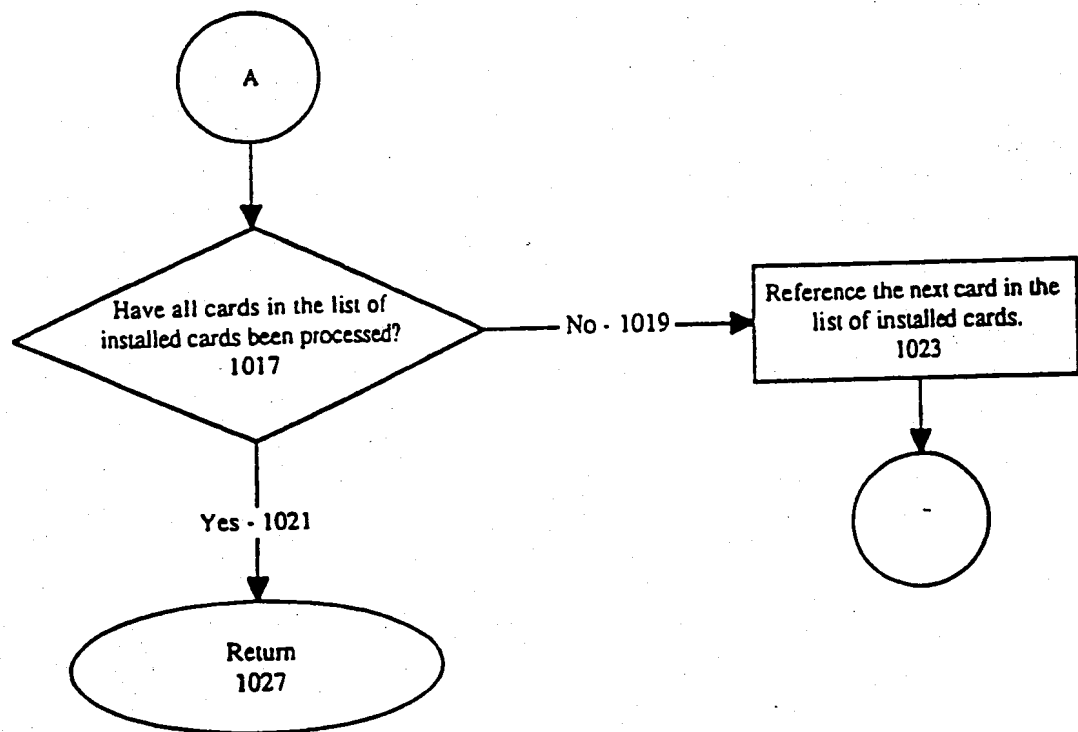 A
Have all cards in the list of
installed cards been processed?
1017
No - 1019
Reference the next card in the
list of installed cards.
1023
-
Yes - 1021
Return
1027